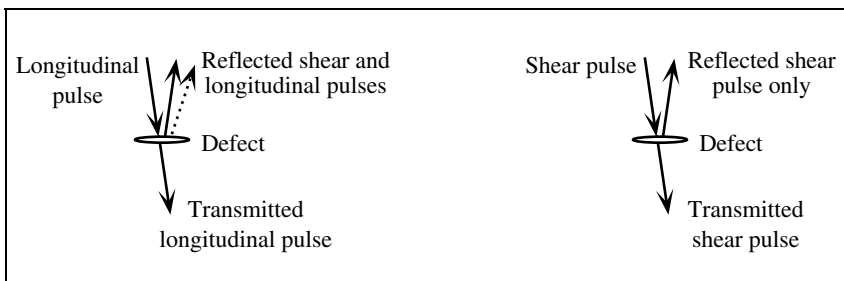 Longitudinal
pulse
Reflected shear and
longitudinal pulses
Defect
Transmitted
longitudinal pulse
Shear pulse
Reflected shear
pulse only
Defect
Transmitted
shear pulse